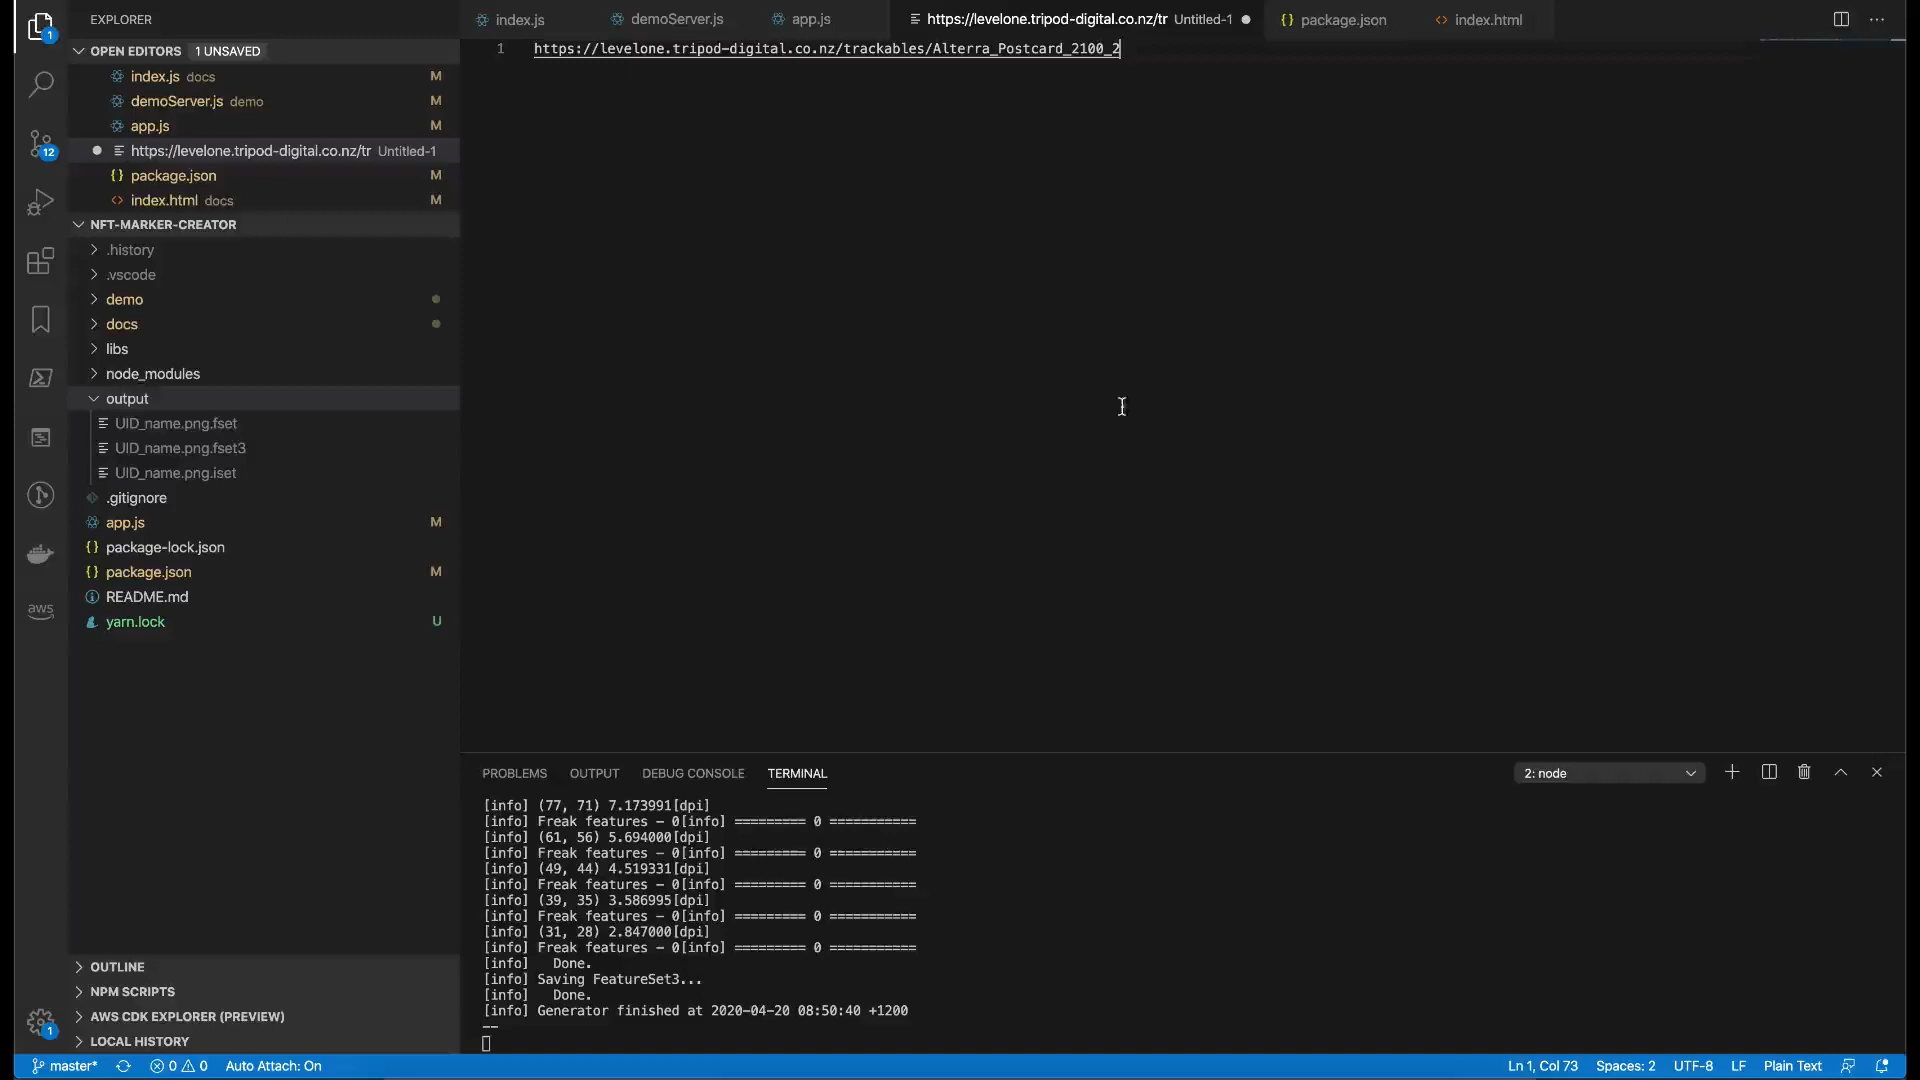 EXPLORER
OPEN EDITORS 1 UNSAVED
index.js docs M
demoServer.js demo M
app.js M
https://levelone.tripod-digital.co.nz/tr Untitled-1
package.json M
index.html docs M
NFT-MARKER-CREATOR
.history
.vscode
demo
docs
libs
node_modules
output
UID_name.png.fset
UID_name.png.fset3
UID_name.png.iset
.gitignore
app.js M
package-lock.json
package.json M
README.md
yarn.lock U
OUTLINE
NPM SCRIPTS
AWS CDK EXPLORER (PREVIEW)
LOCAL HISTORY
1
12
aws
1
index.js demoServer.js app.js https://levelone.tripod-digital.co.nz/tr Untitled-1 package.json index.html
1 https://levelone.tripod-digital.co.nz/trackables/Alterra_Postcard_2100_2
PROBLEMS OUTPUT DEBUG CONSOLE TERMINAL 2: node
[info] (77, 71) 7.173991[dpi]
[info] Freak features - 0[info] ========= 0 ===========
[info] (61, 56) 5.694000[dpi]
[info] Freak features - 0[info] ========= 0 ===========
[info] (49, 44) 4.519331[dpi]
[info] Freak features - 0[info] ========= 0 ===========
[info] (39, 35) 3.586995[dpi]
[info] Freak features - 0[info] ========= 0 ===========
[info] (31, 28) 2.847000[dpi]
[info] Freak features - 0[info] ========= 0 ===========
[info] Done.
[info] Saving FeatureSet3...
[info] Done.
[info] Generator finished at 2020-04-20 08:50:40 +1200
--
master* 0 0 Auto Attach: On Ln 1, Col 73 Spaces: 2 UTF-8 LF Plain Text